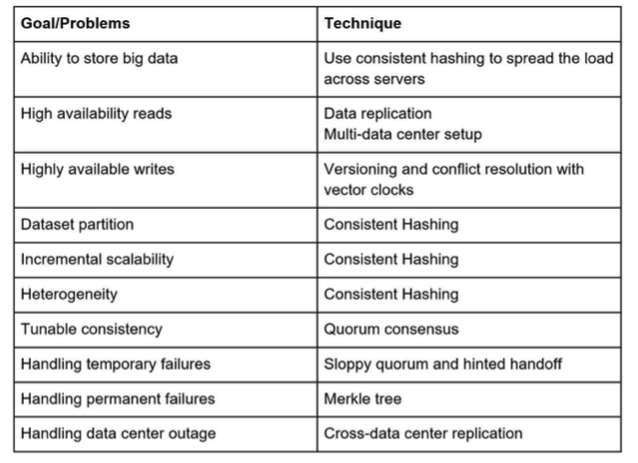 Goal/Problems
Technique
Ability to store big data
Use consistent hashing to spread the load
across servers
High availability reads
Data replication
Multi-data center setup
Highly available writes
Versioning and conflict resolution with
vector clocks
Dataset partition
Consistent Hashing
Incremental scalability
Consistent Hashing
Heterogeneity
Consistent Hashing
Tunable consistency
Quorum consensus
Handling temporary failures
Sloppy quorum and hinted handoff
Handling permanent failures
Merkle tree
Handling data center outage
Cross-data center replication